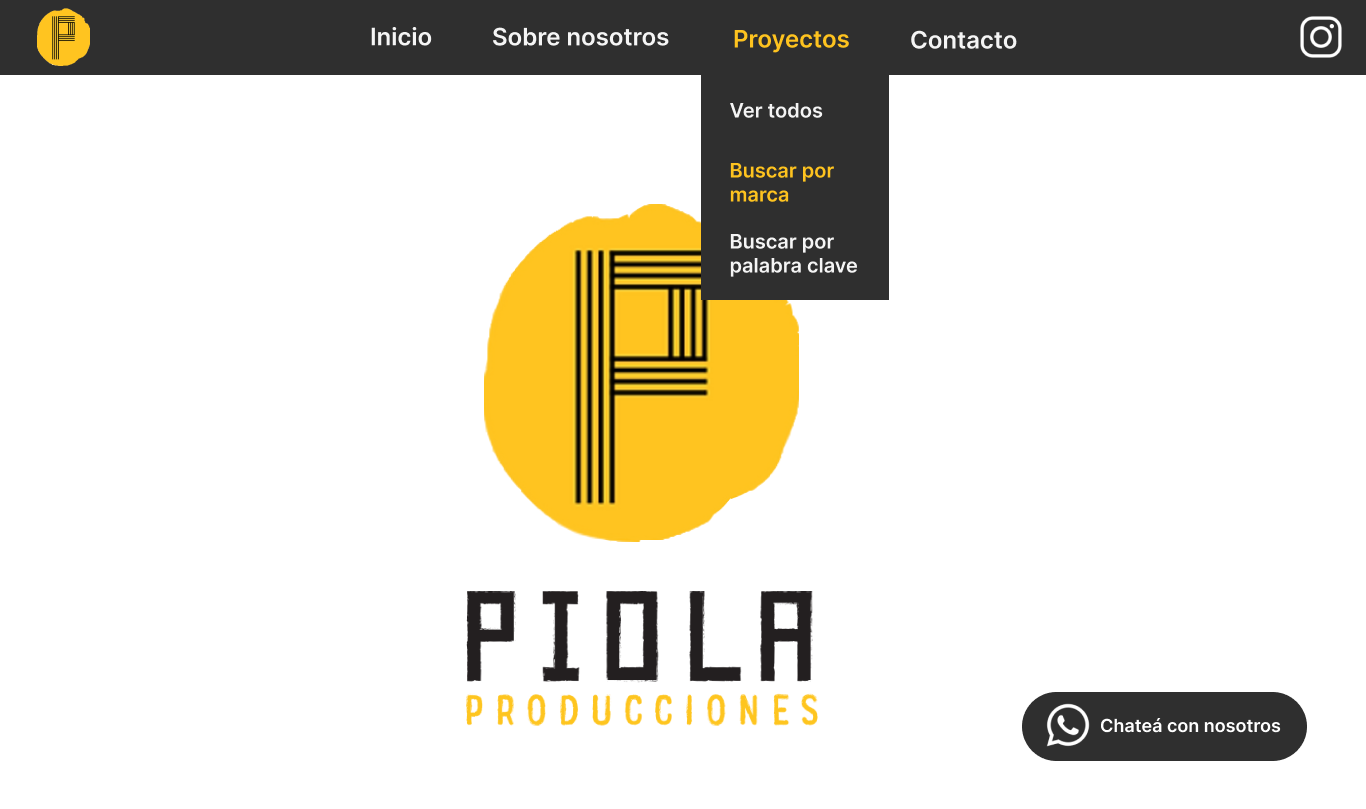 Inicio
Sobre nosotros
Proyectos
Contacto
Ver todos
Buscar por
marca
Buscar por
palabra clave
P
PIOLA
PRODUCCIONES
Chateá con nosotros